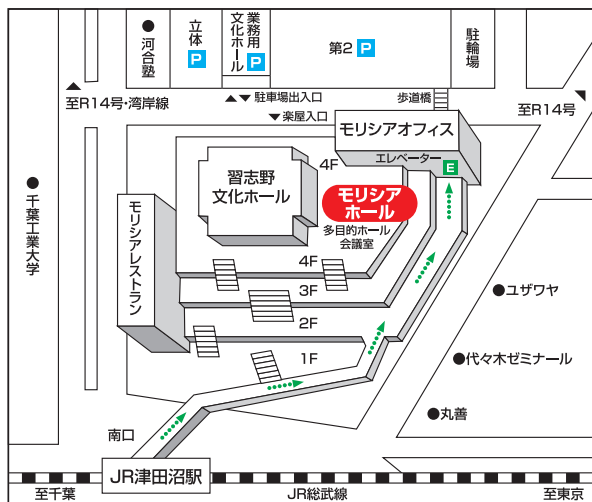 ●河合塾
立体
P
業務用
文化ホール
P
第2 P
駐輪場
▲
至R14号・湾岸線
▲▼駐車場出入口
▼楽屋入口
歩道橋
至R14号
モリシアオフィス
エレベーター
E
4F
習志野
文化ホール
モリシア
ホール
多目的ホール
会議室
●千葉工業大学
モリシアレストラン
4F
3F
2F
1F
●ユザワヤ
●代々木ゼミナール
●丸善
南口
JR津田沼駅
至千葉
JR総武線
至東京